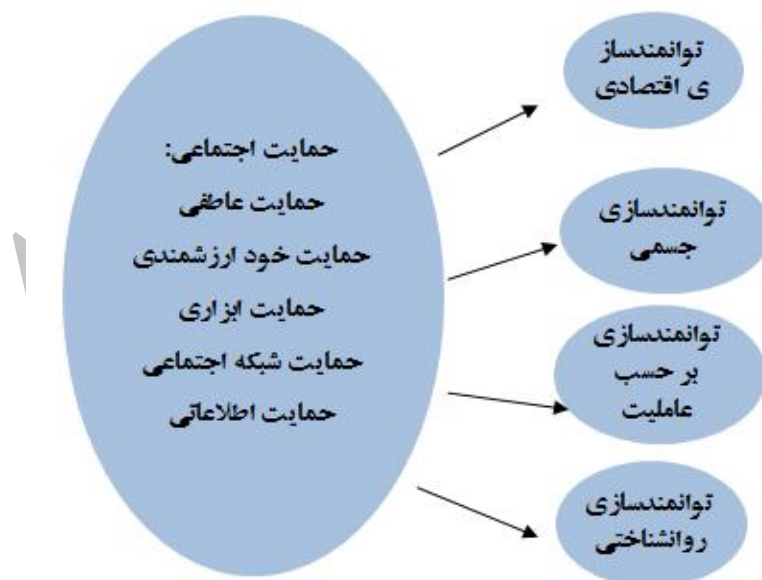 حمایت اجتماعی:
حمایت عاطفی
حمایت خود ارزشمندی
حمایت ابزاری
حمایت شبکه اجتماعی
حمایت اطلاعاتی
توانمندساز
ی اقتصادی
توانمندسازی
جسمی
توانمندسازی
بر حسب
عاملیت
توانمندسازی
روانشناختی